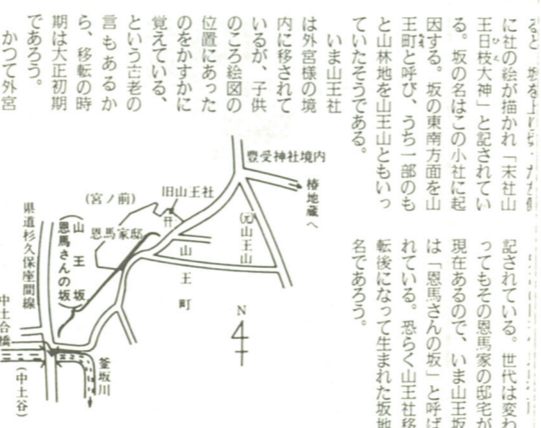 に社の絵が描かれ「末社山
王日枝大神」と記されてい
る。坂の名はこの小社に起
因する。坂の東南方面を山
王町と呼び、うち一部のも
と山林地を山王山ともいっ
ていたそうである。
いま山王社
は外宮様の境
内に移されて
いるが、子供
のころ絵図の
位置にあった
のをかすかに
覚えている、
という古老の
言もあるか
ら、移転の時
期は大正初期
であろう。
かつて外宮
豊受神社境内
椿地蔵へ
旧山王社
(宮ノ前)
恩馬家邸
(元)山王山
山王町
山王坂
(恩馬さんの坂)
県道杉久保座間線
中土合橋
(中土谷)
釜坂川
N
記されている。世代は変わ
ってもその恩馬家の邸宅が
現在あるので、いま山王坂
は「恩馬さんの坂」と呼ば
れている。恐らく山王社移
転後になって生まれた坂地
名であろう。